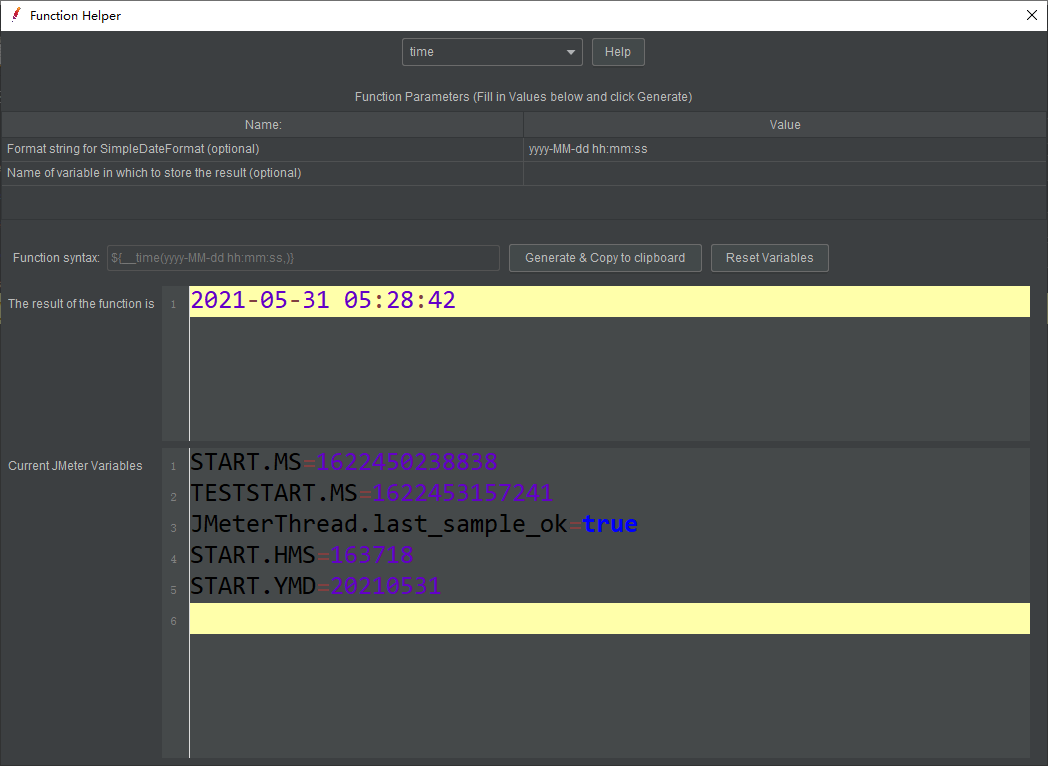 Function Helper
time
Help
Function Parameters (Fill in Values below and click Generate)
Name: Value
Format string for SimpleDateFormat (optional) yyyy-MM-dd hh:mm:ss
Name of variable in which to store the result (optional)
Function syntax: ${__time(yyyy-MM-dd hh:mm:ss,)} Generate & Copy to clipboard Reset Variables
The result of the function is 1 2021-05-31 05:28:42
Current JMeter Variables 1 START.MS=1622450238838
2 TESTSTART.MS=1622453157241
3 JMeterThread.last_sample_ok=true
4 START.HMS=163718
5 START.YMD=20210531
6